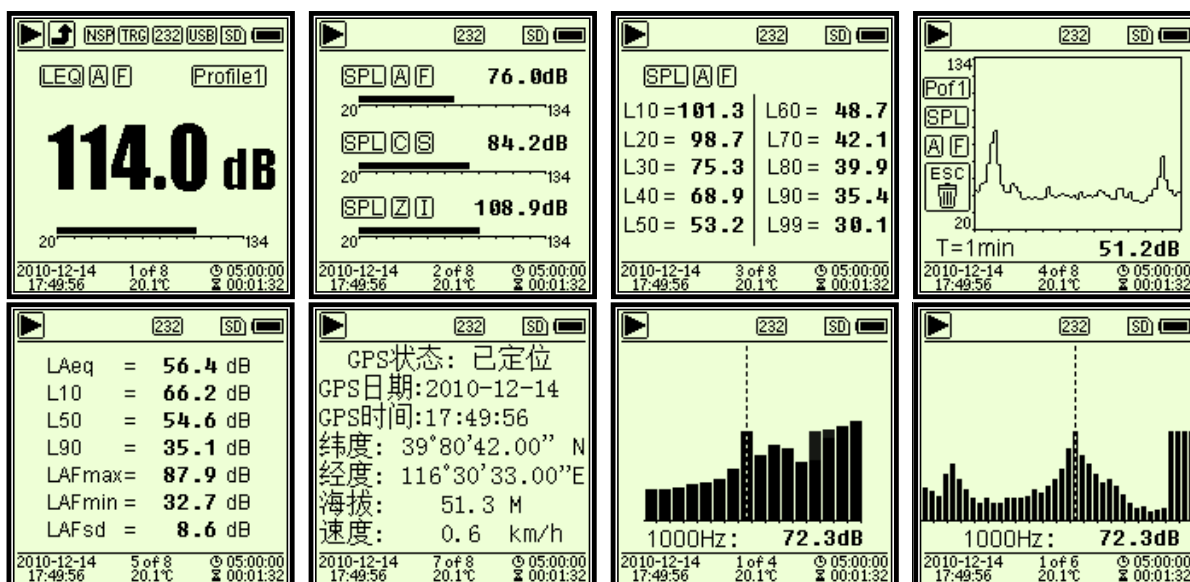 NSP TRG 232 USB SD
LEQ A F Profile1
114.0 dB
20 134
2010-12-14 1 of 8 05:00:00
17:49:56 20.1℃ 00:01:32
232 SD
SPL A F 76.0dB
20 134
SPL C S 84.2dB
20 134
SPL Z I 108.9dB
20 134
2010-12-14 2 of 8 05:00:00
17:49:56 20.1℃ 00:01:32
232 SD
SPL A F
L10 =101.3 L60 = 48.7
L20 = 98.7 L70 = 42.1
L30 = 75.3 L80 = 39.9
L40 = 68.9 L90 = 35.4
L50 = 53.2 L99 = 30.1
2010-12-14 3 of 8 05:00:00
17:49:56 20.1℃ 00:01:32
232 SD
134
Pof1
SPL
A F
ESC
20
T=1min 51.2dB
2010-12-14 4 of 8 05:00:00
17:49:56 20.1℃ 00:01:32
232 SD
LAeq = 56.4 dB
L10 = 66.2 dB
L50 = 54.6 dB
L90 = 35.1 dB
LAFmax= 87.9 dB
LAFmin = 32.7 dB
LAFsd = 8.6 dB
2010-12-14 5 of 8 05:00:00
17:49:56 20.1℃ 00:01:32
232 SD
GPS状态: 已定位
GPS日期:2010-12-14
GPS时间:17:49:56
纬度: 39°80'42.00" N
经度: 116°30'33.00"E
海拔: 51.3 M
速度: 0.6 km/h
2010-12-14 7 of 8 05:00:00
17:49:56 20.1℃ 00:01:32
232 SD
1000Hz: 72.3dB
2010-12-14 1 of 4 05:00:00
17:49:56 20.1℃ 00:01:32
232 SD
1000Hz: 72.3dB
2010-12-14 1 of 6 05:00:00
17:49:56 20.1℃ 00:01:32